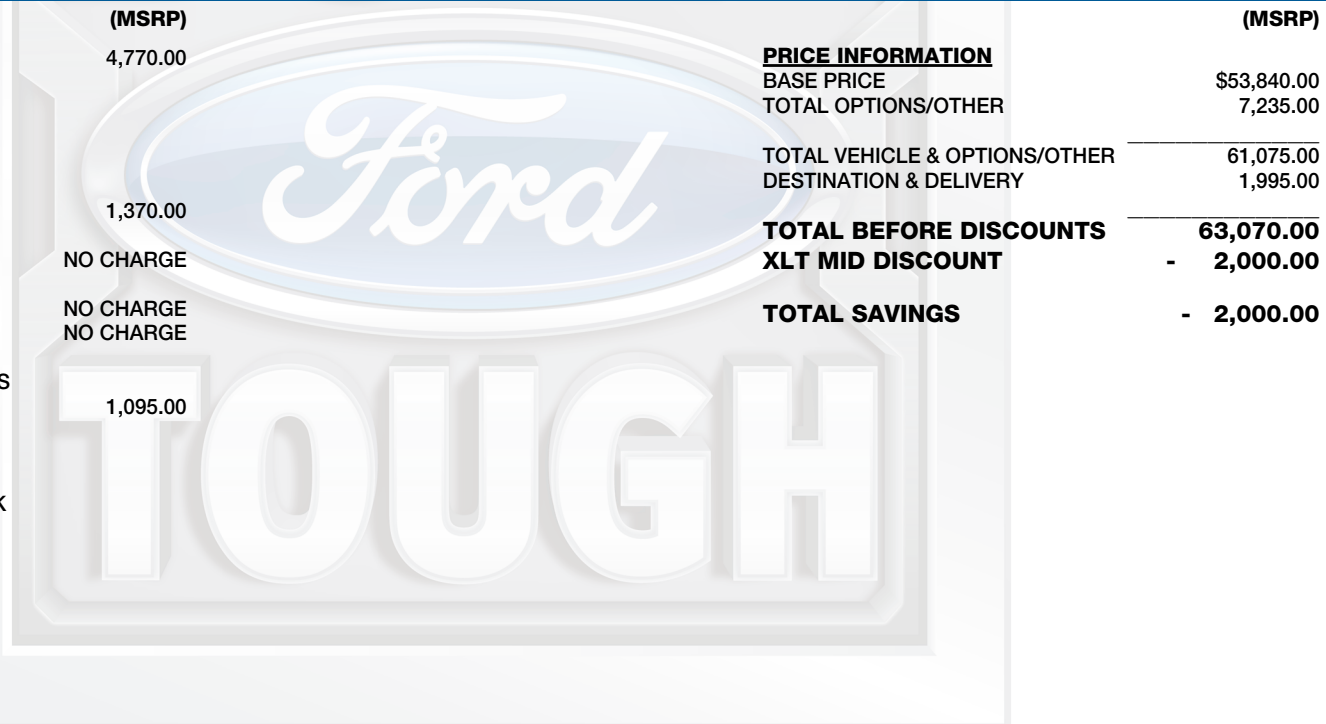 (MSRP)
4,770.00
1,370.00
NO CHARGE
NO CHARGE
NO CHARGE
S
1,095.00
K
Ford
TOUGH
(MSRP)
PRICE INFORMATION
BASE PRICE $53,840.00
TOTAL OPTIONS/OTHER 7,235.00
TOTAL VEHICLE & OPTIONS/OTHER 61,075.00
DESTINATION & DELIVERY 1,995.00
TOTAL BEFORE DISCOUNTS 63,070.00
XLT MID DISCOUNT - 2,000.00
TOTAL SAVINGS - 2,000.00